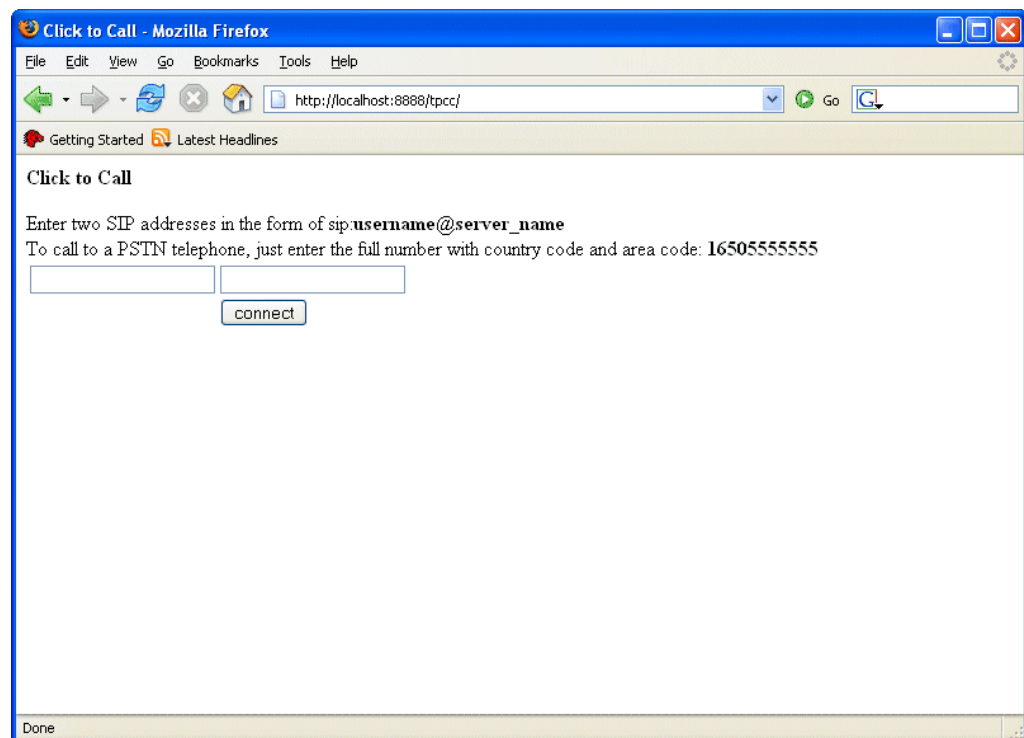 Click to Call - Mozilla Firefox
File Edit View Go Bookmarks Tools Help
http://localhost:8888/tpcc/ Go G
Getting Started Latest Headlines
Click to Call
Enter two SIP addresses in the form of sip:username@server_name
To call to a PSTN telephone, just enter the full number with country code and area code: 16505555555
connect
Done